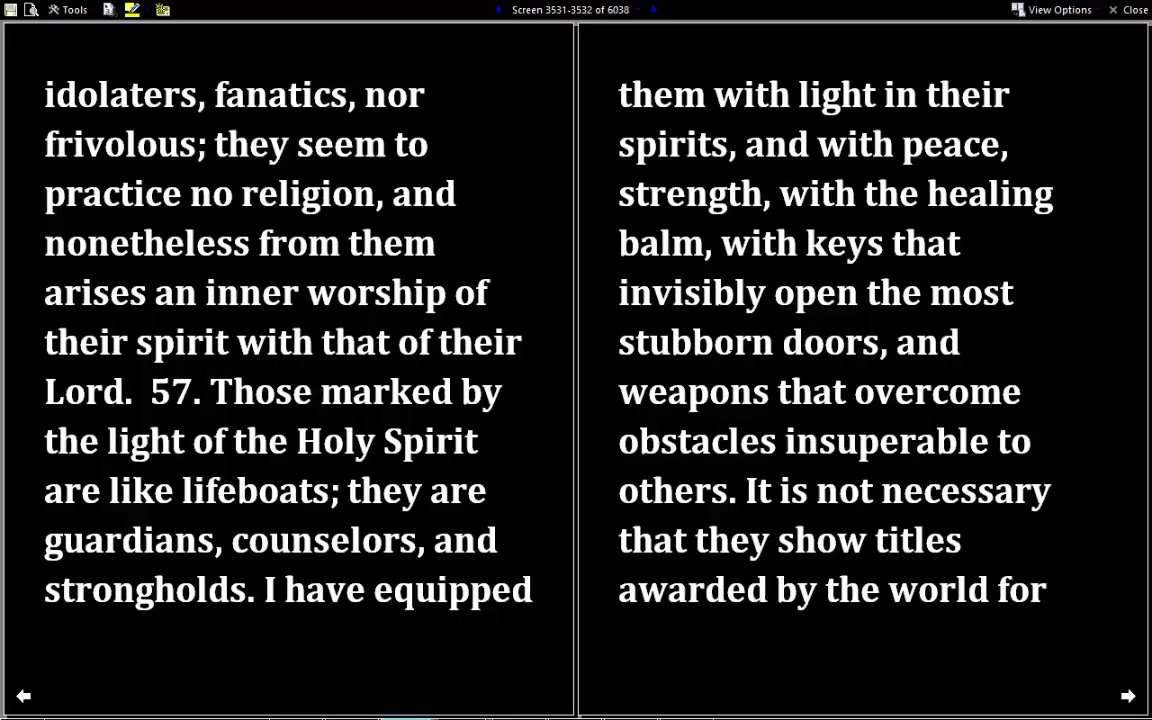 Tools
Screen 3531-3532 of 6038
View Options
Close
idolaters, fanatics, nor
frivolous; they seem to
practice no religion, and
nonetheless from them
arises an inner worship of
their spirit with that of their
Lord.  57. Those marked by
the light of the Holy Spirit
are like lifeboats; they are
guardians, counselors, and
strongholds. I have equipped
them with light in their
spirits, and with peace,
strength, with the healing
balm, with keys that
invisibly open the most
stubborn doors, and
weapons that overcome
obstacles insuperable to
others. It is not necessary
that they show titles
awarded by the world for